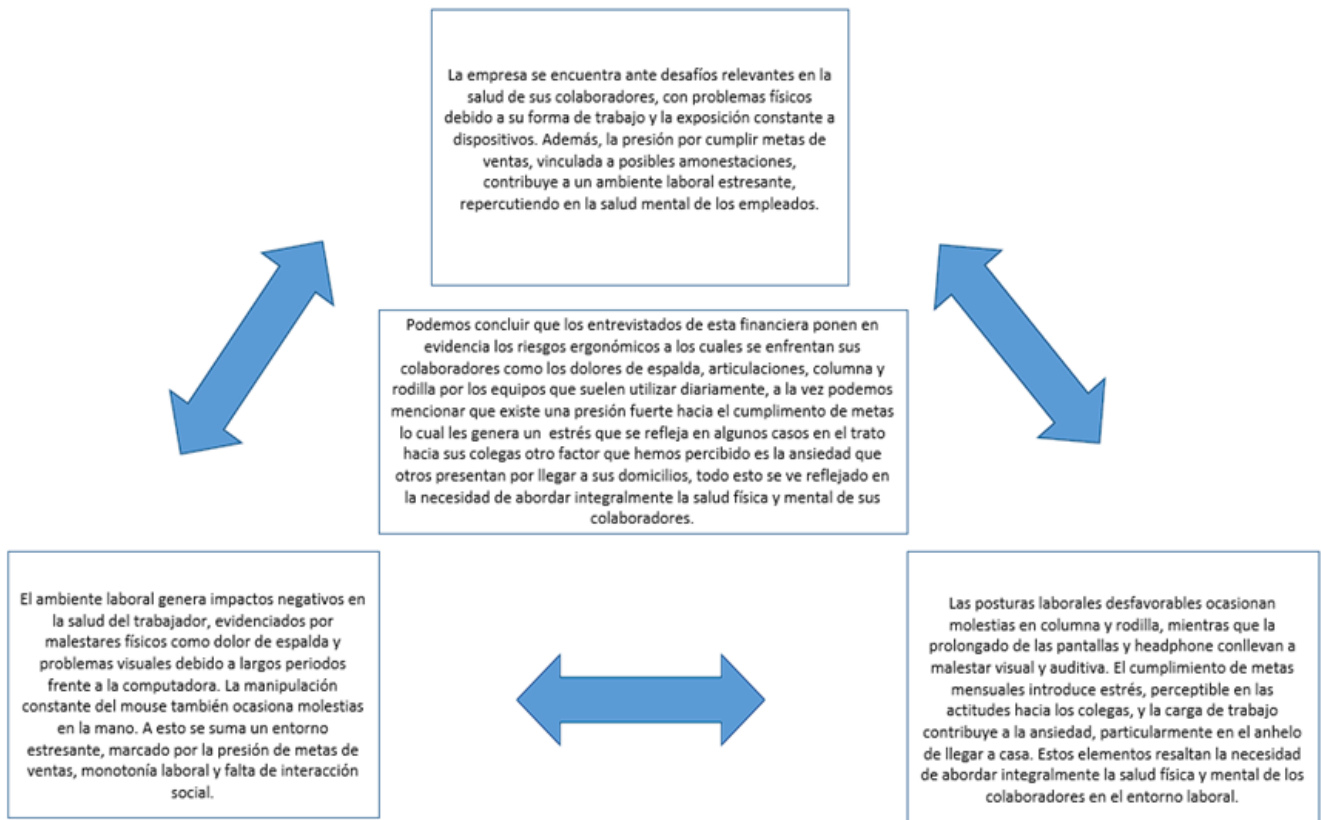 La empresa se encuentra ante desafíos relevantes en la
salud de sus colaboradores, con problemas físicos
debido a su forma de trabajo y la exposición constante a
dispositivos. Además, la presión por cumplir metas de
ventas, vinculada a posibles amonestaciones,
contribuye a un ambiente laboral estresante,
repercutiendo en la salud mental de los empleados.
Podemos concluir que los entrevistados de esta financiera ponen en
evidencia los riesgos ergonómicos a los cuales se enfrentan sus
colaboradores como los dolores de espalda, articulaciones, columna y
rodilla por los equipos que suelen utilizar diariamente, a la vez podemos
mencionar que existe una presión fuerte hacia el cumplimento de metas
lo cual les genera un estrés que se refleja en algunos casos en el trato
hacia sus colegas otro factor que hemos percibido es la ansiedad que
otros presentan por llegar a sus domicilios, todo esto se ve reflejado en
la necesidad de abordar integralmente la salud física y mental de sus
colaboradores.
El ambiente laboral genera impactos negativos en
la salud del trabajador, evidenciados por
malestares físicos como dolor de espalda y
problemas visuales debido a largos periodos
frente a la computadora. La manipulación
constante del mouse también ocasiona molestias
en la mano. A esto se suma un entorno
estresante, marcado por la presión de metas de
ventas, monotonía laboral y falta de interacción
social.
Las posturas laborales desfavorables ocasionan
molestias en columna y rodilla, mientras que la
prolongado de las pantallas y headphone conllevan a
malestar visual y auditiva. El cumplimiento de metas
mensuales introduce estrés, perceptible en las
actitudes hacia los colegas, y la carga de trabajo
contribuye a la ansiedad, particularmente en el anhelo
de llegar a casa. Estos elementos resaltan la necesidad
de abordar integralmente la salud física y mental de los
colaboradores en el entorno laboral.